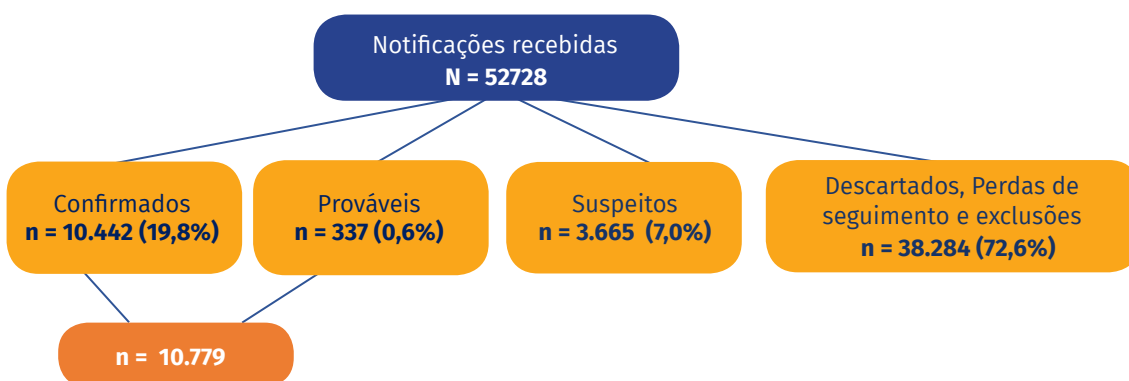 Notificações recebidas
N = 52728
Confirmados
n = 10.442 (19,8%)
Prováveis
n = 337 (0,6%)
Suspeitos
n = 3.665 (7,0%)
Descartados, Perdas de
seguimento e exclusões
n = 38.284 (72,6%)
n = 10.779